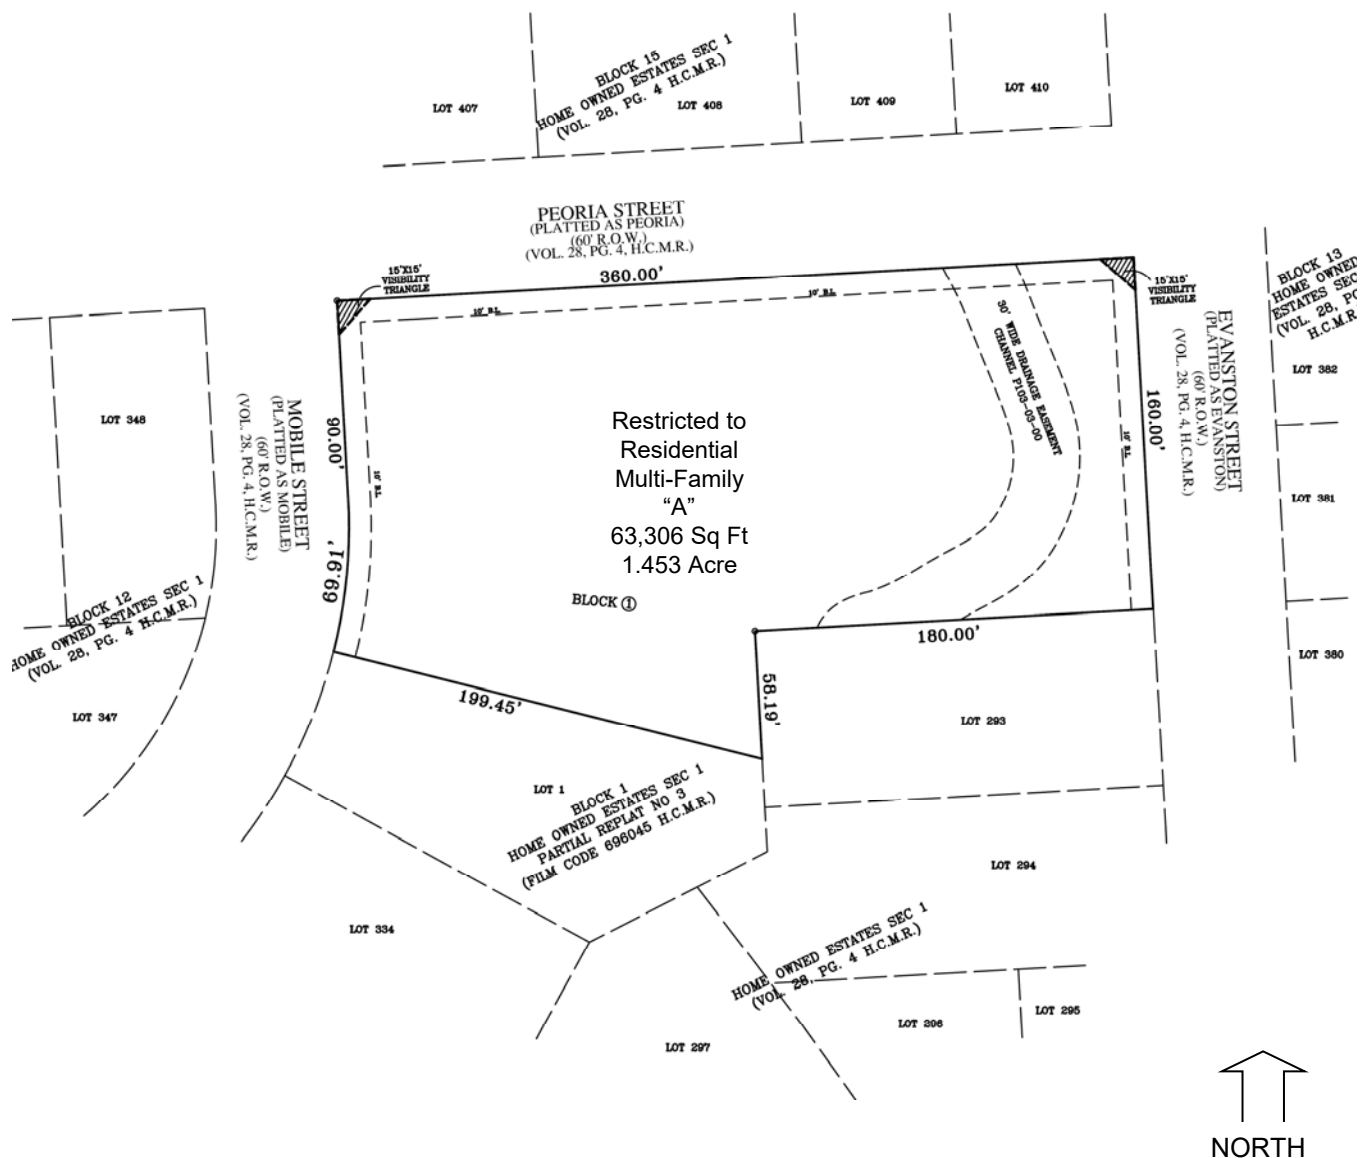 BLOCK 15
HOME OWNED ESTATES SEC 1
(VOL. 28, PG. 4 H.C.M.R.)
LOT 407
LOT 408
LOT 409
LOT 410
PEORIA STREET
(PLATTED AS PEORIA)
(60' R.O.W.)
(VOL. 28, PG. 4, H.C.M.R.)
360.00'
15'X15'
VISIBILITY
TRIANGLE
10' B.L.
10' B.L.
15'X15'
VISIBILITY
TRIANGLE
BLOCK 13
HOME OWNED
ESTATES SEC
(VOL. 28, PG
H.C.M.R
30' WIDE DRAINAGE EASEMENT
CHANNEL P103-03-00
EVANSTON STREET
(PLATTED AS EVANSTON)
(60' R.O.W.)
(VOL. 28, PG. 4, H.C.M.R.)
160.00'
10' B.L.
LOT 382
LOT 381
LOT 380
LOT 348
MOBILE STREET
(PLATTED AS MOBILE)
(60' R.O.W.)
(VOL. 28, PG. 4, H.C.M.R.)
90.00'
10' B.L.
69.91'
Restricted to
Residential
Multi-Family
“A”
63,306 Sq Ft
1.453 Acre
BLOCK 1
BLOCK 12
HOME OWNED ESTATES SEC 1
(VOL. 28, PG. 4 H.C.M.R.)
LOT 347
180.00'
58.19'
199.45'
LOT 293
LOT 1
BLOCK 1
HOME OWNED ESTATES SEC 1
PARTIAL REPLAT NO 3
(FILM CODE 696045 H.C.M.R.)
LOT 294
LOT 334
HOME OWNED ESTATES SEC 1
(VOL. 28, PG. 4 H.C.M.R.)
LOT 296
LOT 295
LOT 297
NORTH